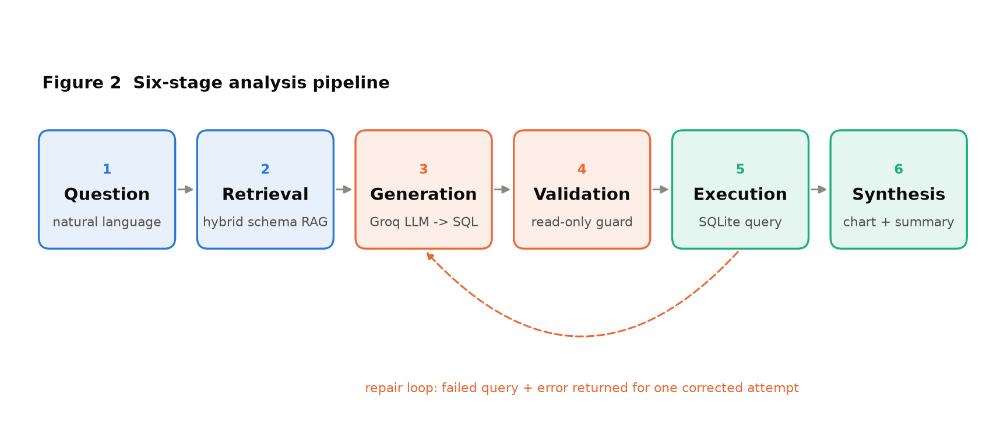 Figure 2  Six-stage analysis pipeline
1
Question
natural language
2
Retrieval
hybrid schema RAG
3
Generation
Groq LLM -> SQL
4
Validation
read-only guard
5
Execution
SQLite query
6
Synthesis
chart + summary
repair loop: failed query + error returned for one corrected attempt